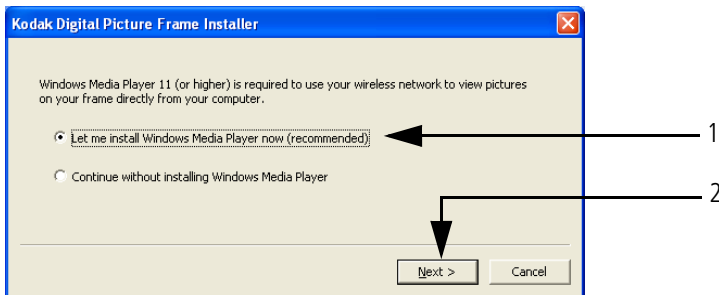 Kodak Digital Picture Frame Installer
Windows Media Player 11 (or higher) is required to use your wireless network to view pictures
on your frame directly from your computer.
Let me install Windows Media Player now (recommended)
1
Continue without installing Windows Media Player
2
Next >
Cancel